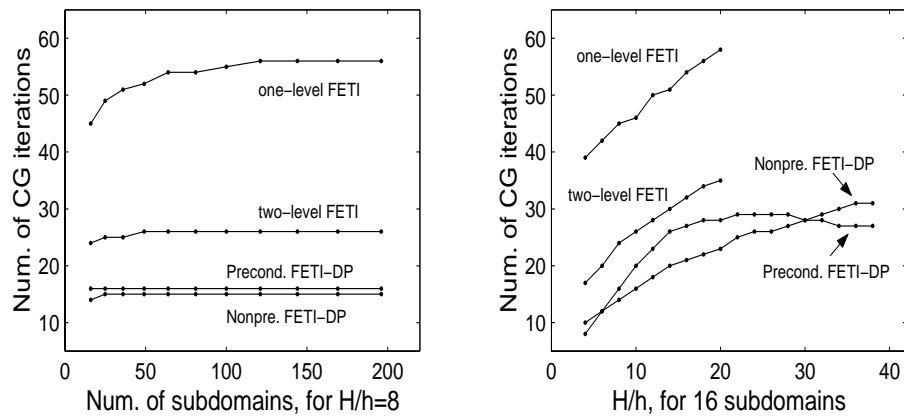 Num. of CG iterations
60
50
40
30
20
10
one-level FETI
two-level FETI
Precond. FETI-DP
Nonpre. FETI-DP
0 50 100 150 200
Num. of subdomains, for H/h=8
Num. of CG iterations
60
50
40
30
20
10
one-level FETI
Nonpre. FETI-DP
two-level FETI
Precond. FETI-DP
0 10 20 30 40
H/h, for 16 subdomains